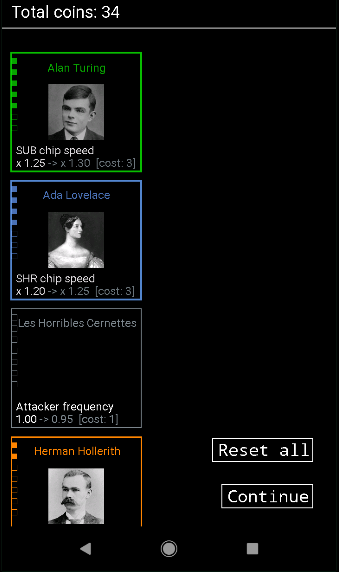 Total coins: 34
Alan Turing
SUB chip speed
x 1.25 -> x 1.30 [cost: 3]
Ada Lovelace
SHR chip speed
x 1.20 -> x 1.25 [cost: 3]
Les Horribles Cernettes
Attacker frequency
1.00 -> 0.95 [cost: 1]
Herman Hollerith
Reset all
Continue